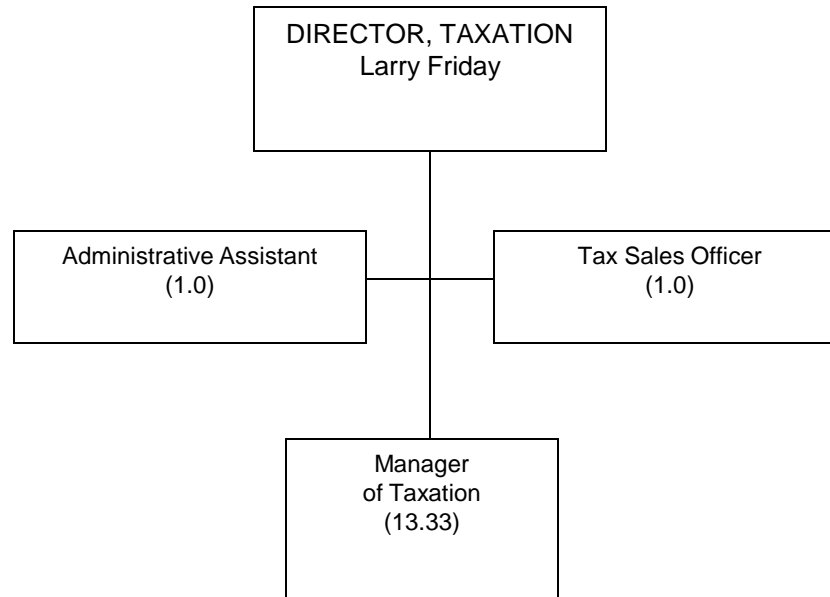 DIRECTOR, TAXATION
Larry Friday
Administrative Assistant
(1.0)
Tax Sales Officer
(1.0)
Manager
of Taxation
(13.33)